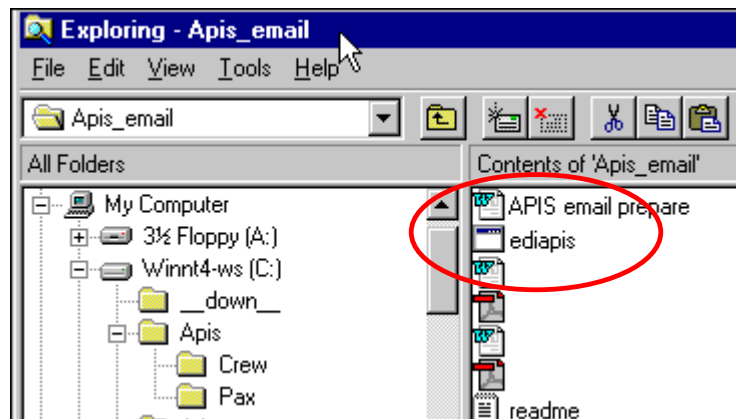 Exploring - Apis_email
File Edit View Tools Help
Apis_email
All Folders
Contents of 'Apis_email'
My Computer
3½ Floppy (A:)
Winnt4-ws (C:)
__down__
Apis
Crew
Pax
APIS email prepare
ediapis
readme